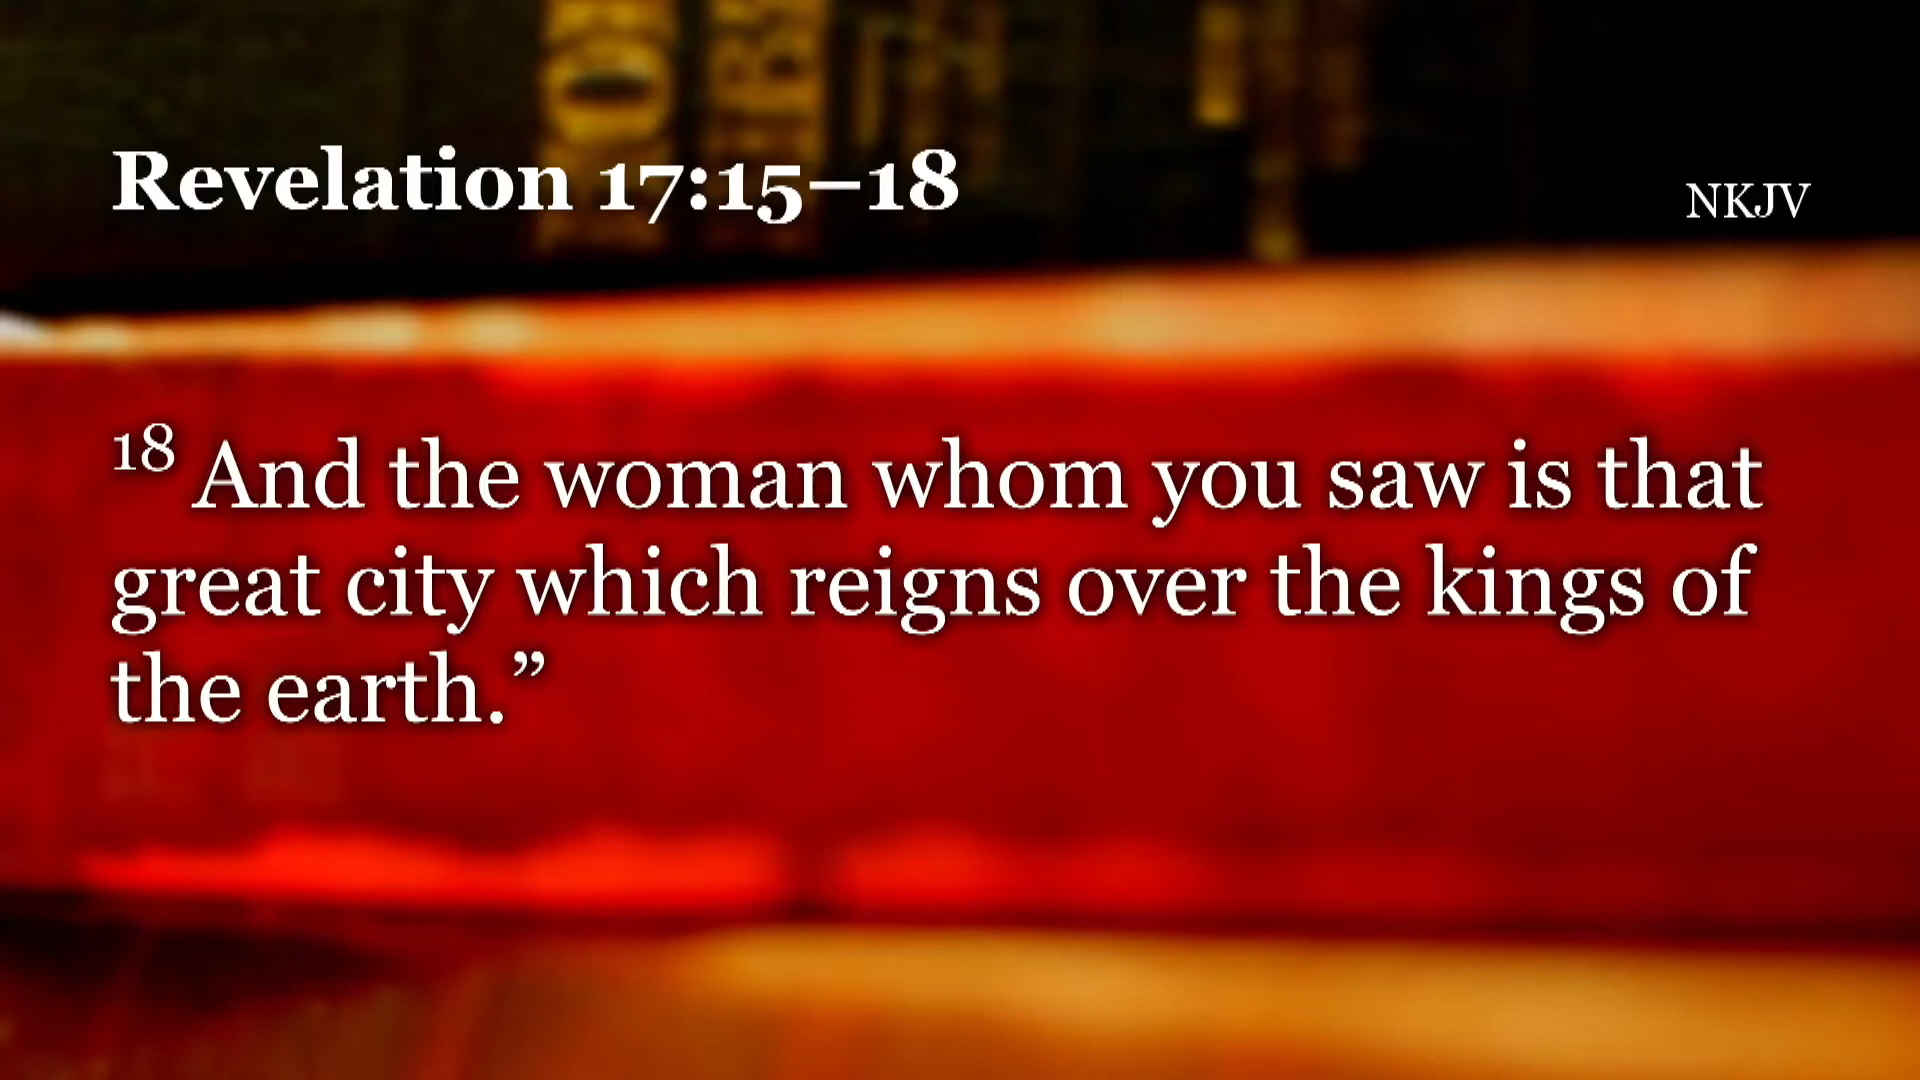 Revelation 17:15–18
NKJV
18 And the woman whom you saw is that
great city which reigns over the kings of
the earth.”